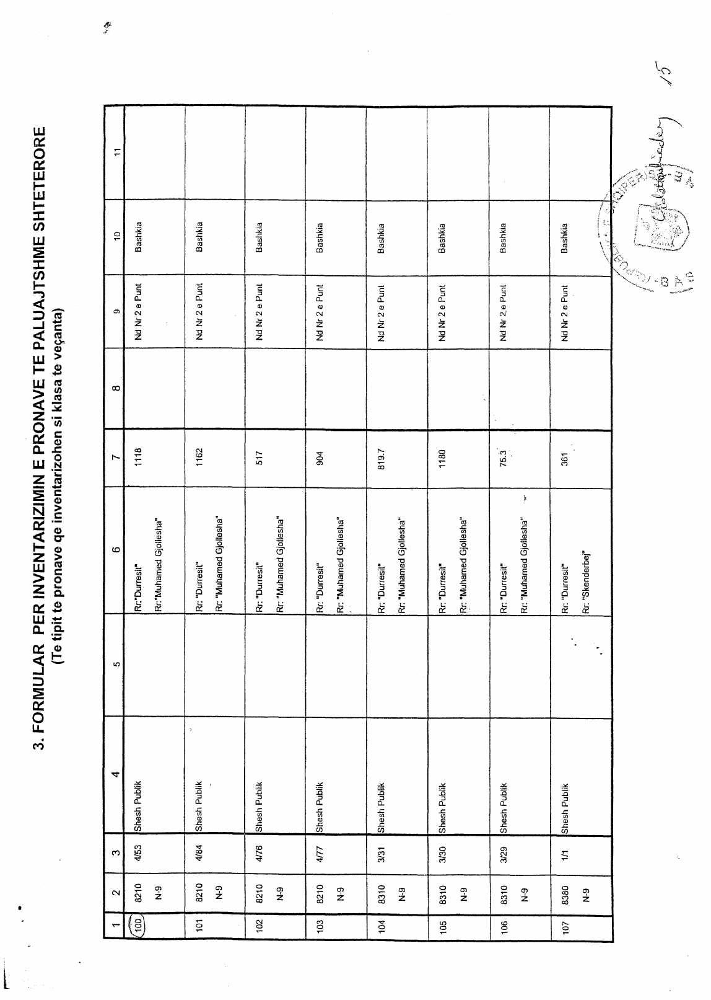 3. FORMULAR PER INVENTARIZIMIN E PRONAVE TE PALUAJTSHME SHTETERORE
(Te tipit te pronave qe inventarizohen si klasa te veçanta)
1 2 3 4 5 6 7 8 9 10 11
100 8210 4/53 Shesh Publik Rr:"Durresit" 1118 Nd Nr 2 e Punt Bashkia
N-9 Rr:"Muhamed Gjollesha"
101 8210 4/84 Shesh Publik Rr: "Durresit" 1162 Nd Nr 2 e Punt Bashkia
N-9 Rr: "Muhamed Gjollesha"
102 8210 4/76 Shesh Publik Rr: "Durresit" 517 Nd Nr 2 e Punt Bashkia
N-9 Rr: "Muhamed Gjollesha"
103 8210 4/77 Shesh Publik Rr: "Durresit" 904 Nd Nr 2 e Punt Bashkia
N-9 Rr: "Muhamed Gjollesha"
104 8310 3/31 Shesh Publik Rr: "Durresit" 819.7 Nd Nr 2 e Punt Bashkia
N-9 Rr: "Muhamed Gjollesha"
105 8310 3/30 Shesh Publik Rr: "Durresit" 1180 Nd Nr 2 e Punt Bashkia
N-9 Rr: "Muhamed Gjollesha"
106 8310 3/29 Shesh Publik Rr: "Durresit" 75.3 Nd Nr 2 e Punt Bashkia
N-9 Rr: "Muhamed Gjollesha"
107 8380 1/1 Shesh Publik Rr: "Durresit" 361 Nd Nr 2 e Punt Bashkia
N-9 Rr: "Skenderbej"
15